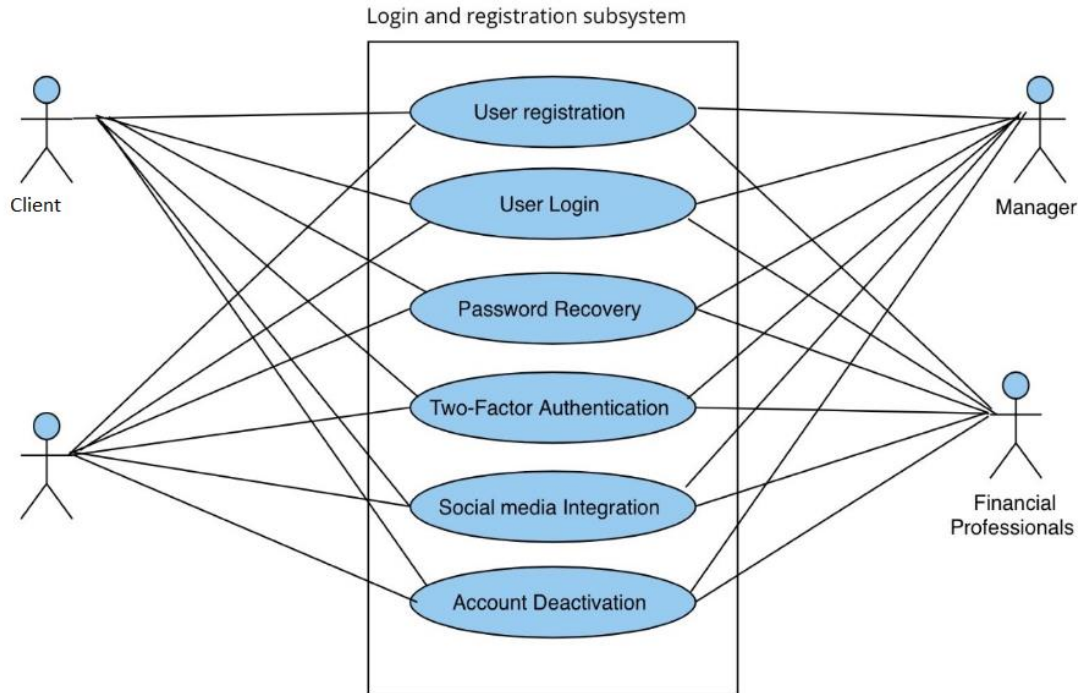 Login and registration subsystem
User registration
Client
User Login
Manager
Password Recovery
Two-Factor Authentication
Social media Integration
Financial
Professionals
Account Deactivation